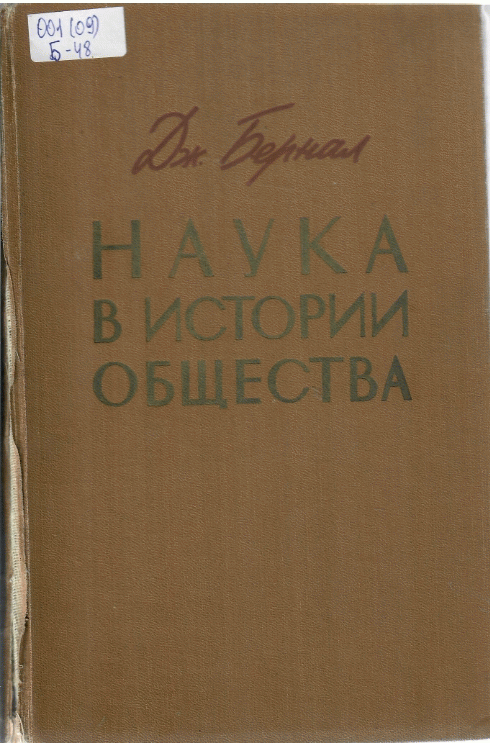 001(09)
Б-48
Дж. Бернал
НАУКА
В ИСТОРИИ
ОБЩЕСТВА